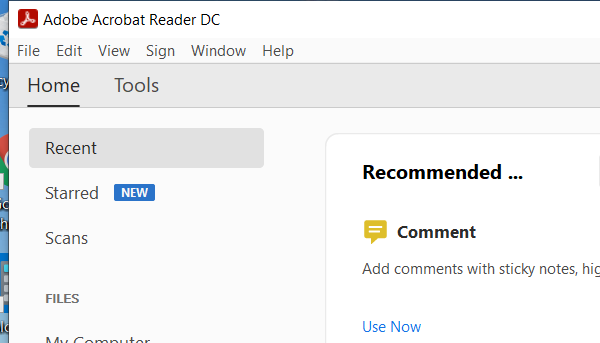 Adobe Acrobat Reader DC
File Edit View Sign Window Help
Home Tools
Recent
Starred NEW
Scans
FILES
My Computer
Recommended ...
Comment
Add comments with sticky notes, hig
Use Now